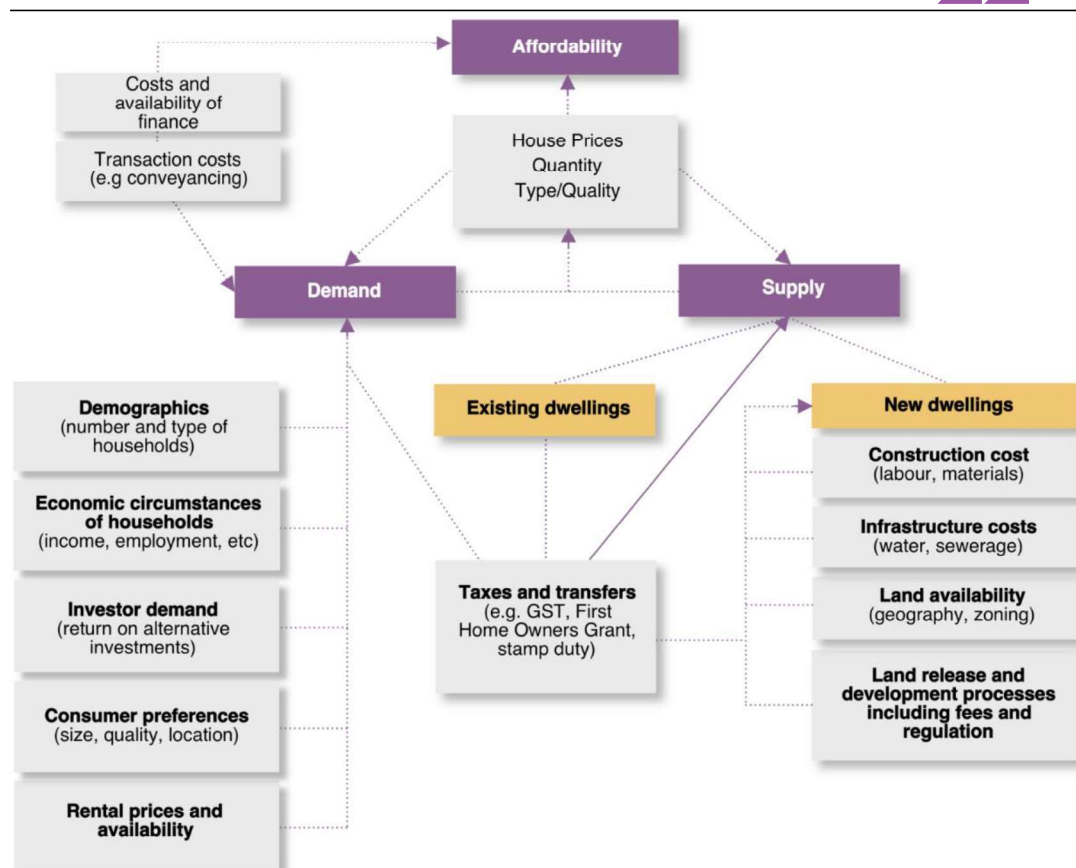 Affordability
Costs and
availability of
finance
Transaction costs
(e.g conveyancing)
House Prices
Quantity
Type/Quality
Demand
Supply
Existing dwellings
New dwellings
Demographics
(number and type of
households)
Economic circumstances
of households
(income, employment, etc)
Investor demand
(return on alternative
investments)
Consumer preferences
(size, quality, location)
Rental prices and
availability
Taxes and transfers
(e.g. GST, First
Home Owners Grant,
stamp duty)
Construction cost
(labour, materials)
Infrastructure costs
(water, sewerage)
Land availability
(geography, zoning)
Land release and
development processes
including fees and
regulation